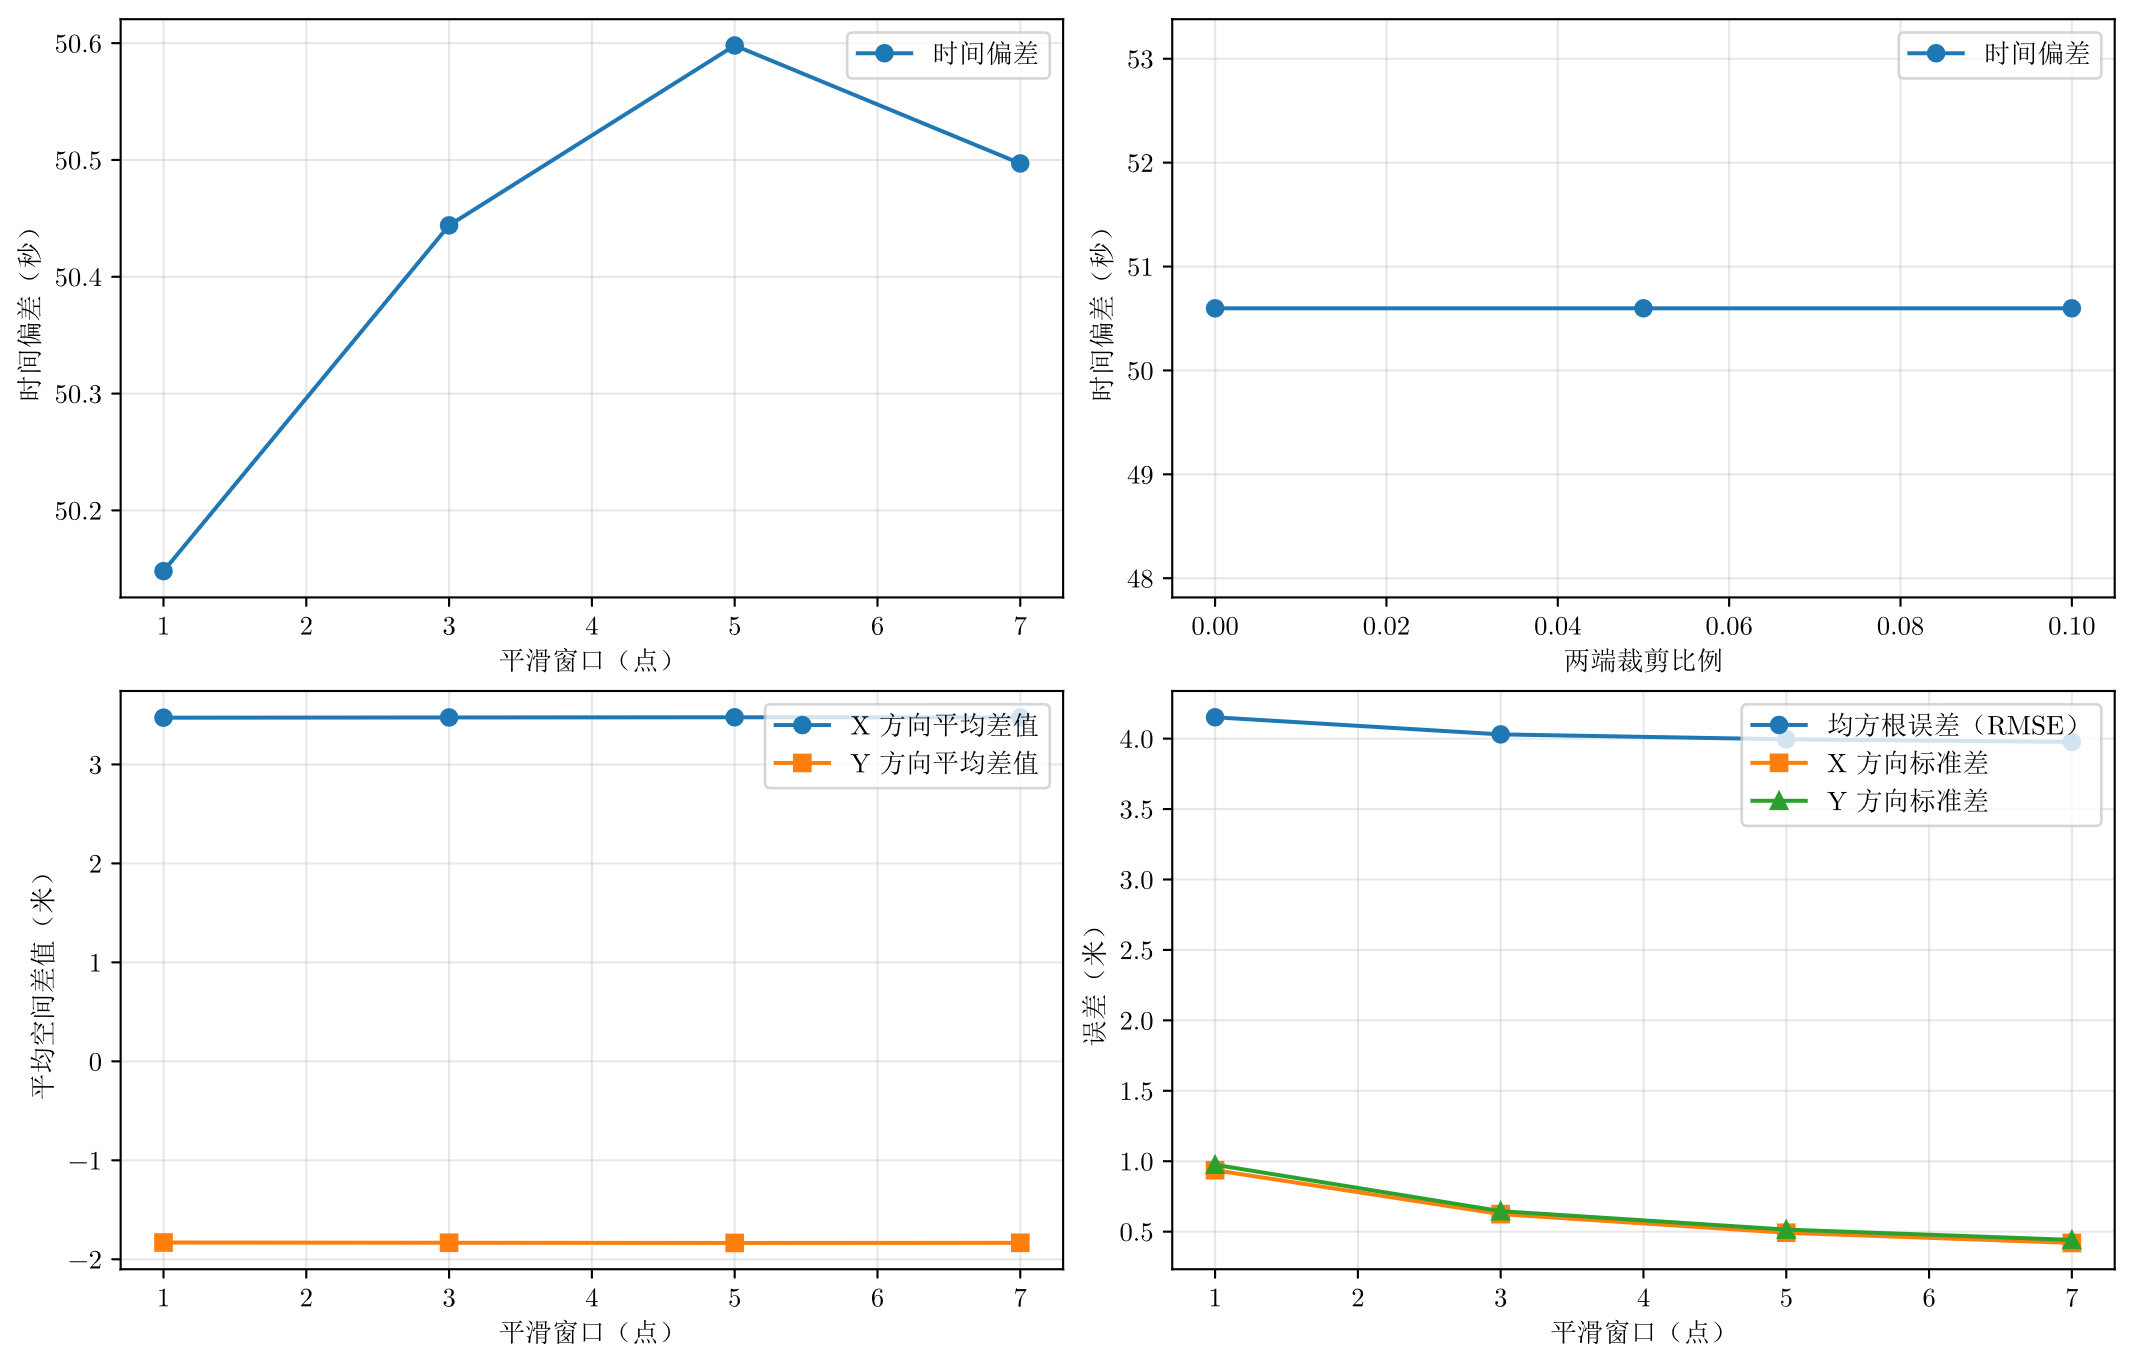 时间偏差
50.6
50.5
50.4
50.3
50.2
时间偏差（秒）
1 2 3 4 5 6 7
平滑窗口（点）
时间偏差
53
52
51
50
49
48
时间偏差（秒）
0.00 0.02 0.04 0.06 0.08 0.10
两端裁剪比例
X 方向平均差值
Y 方向平均差值
3
2
1
0
−1
−2
平均空间差值（米）
1 2 3 4 5 6 7
平滑窗口（点）
均方根误差（RMSE）
X 方向标准差
Y 方向标准差
4.0
3.5
3.0
2.5
2.0
1.5
1.0
0.5
误差（米）
1 2 3 4 5 6 7
平滑窗口（点）